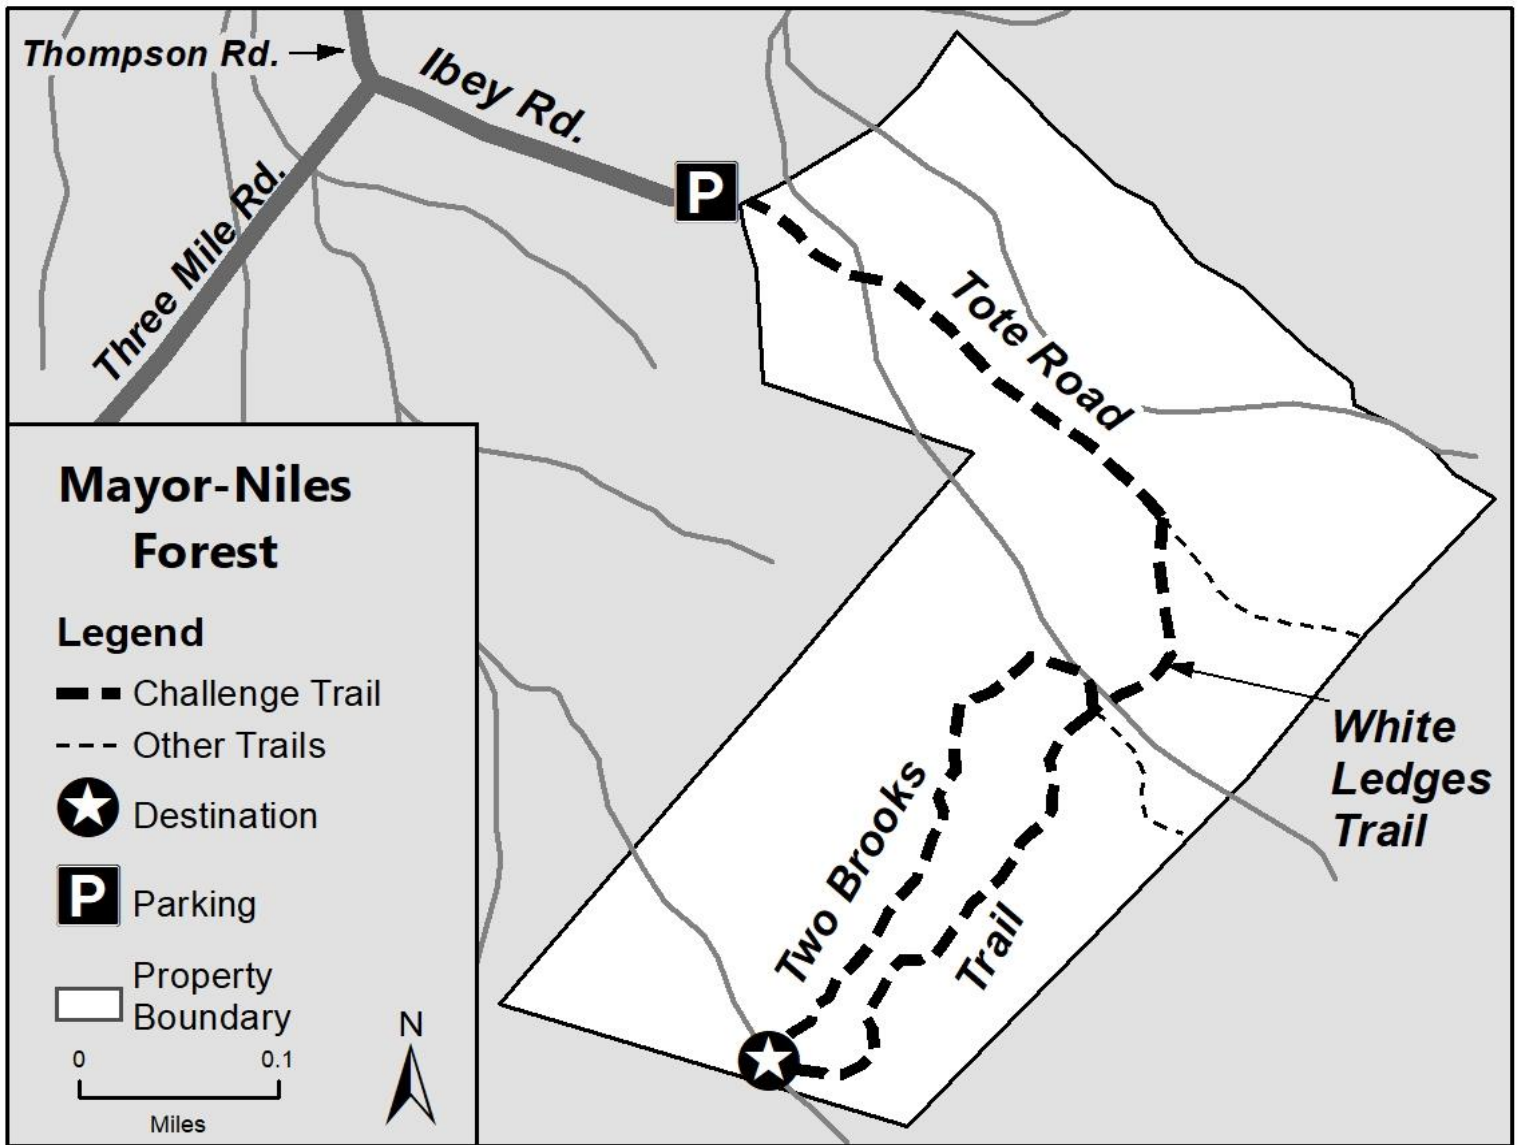 Thompson Rd.
Ibey Rd.
P
Three Mile Rd.
Tote Road
Mayor-Niles
Forest
Legend
Challenge Trail
Other Trails
Destination
P
Parking
Property
Boundary
N
0 0.1
Miles
Two Brooks
Trail
White
Ledges
Trail